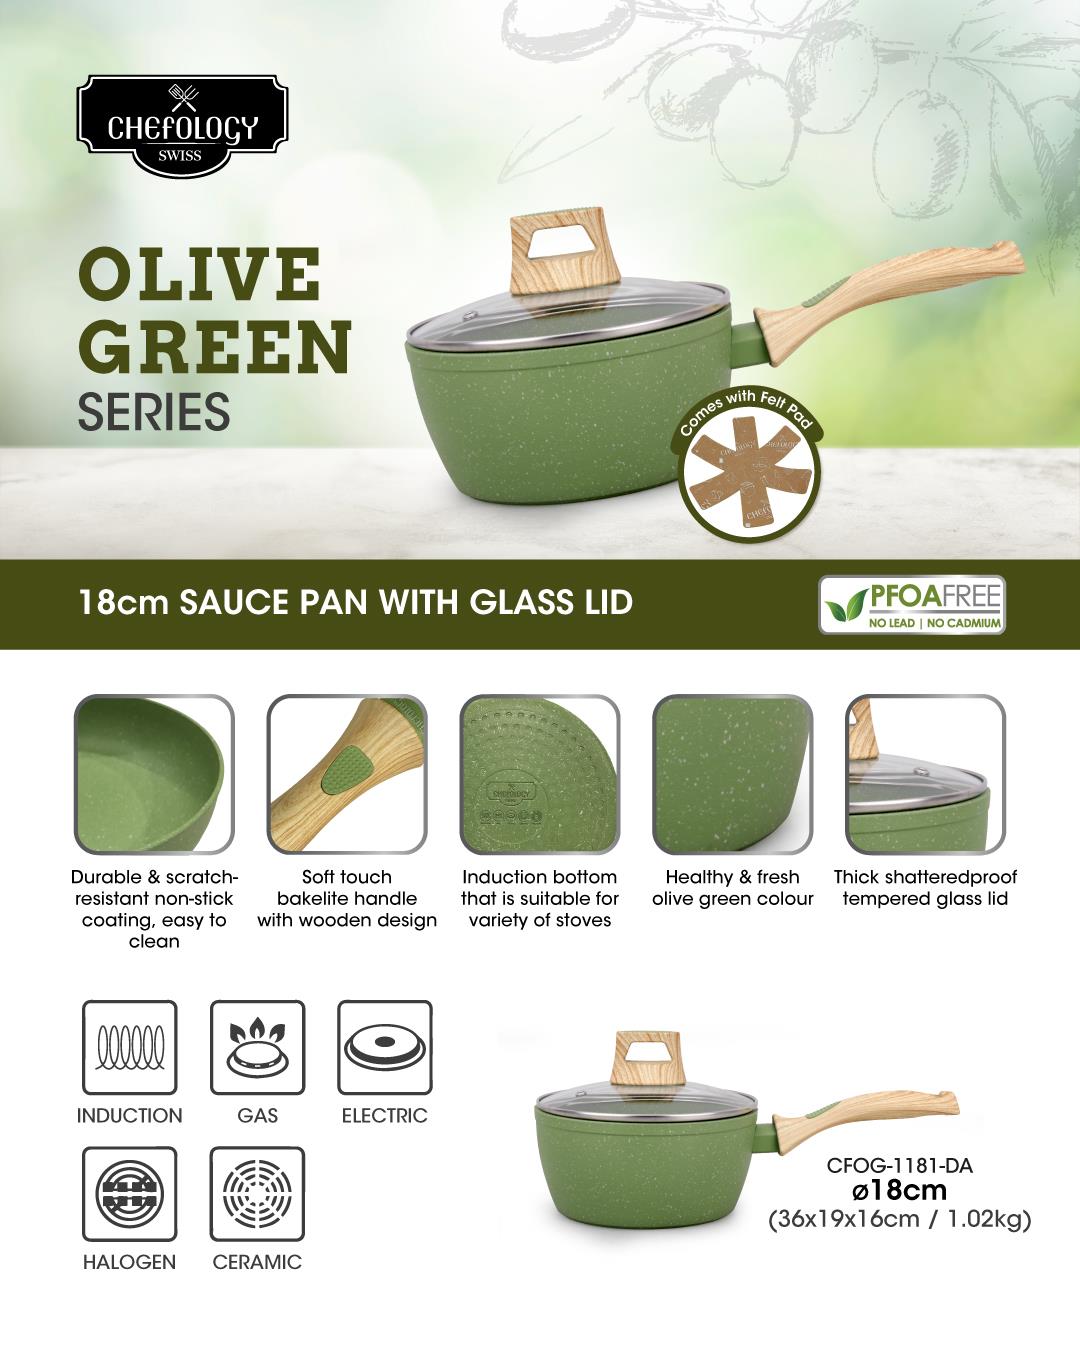 CHEFOLOGY
SWISS
OLIVE
GREEN
SERIES
Comes with Felt Pad
18cm SAUCE PAN WITH GLASS LID
PFOAFREE
NO LEAD | NO CADMIUM
Durable & scratch-
resistant non-stick
coating, easy to
clean
Soft touch
bakelite handle
with wooden design
CHEFOLOGY
Induction bottom
that is suitable for
variety of stoves
Healthy & fresh
olive green colour
Thick shatteredproof
tempered glass lid
INDUCTION
GAS
ELECTRIC
HALOGEN
CERAMIC
CFOG-1181-DA
ø18cm
(36x19x16cm / 1.02kg)